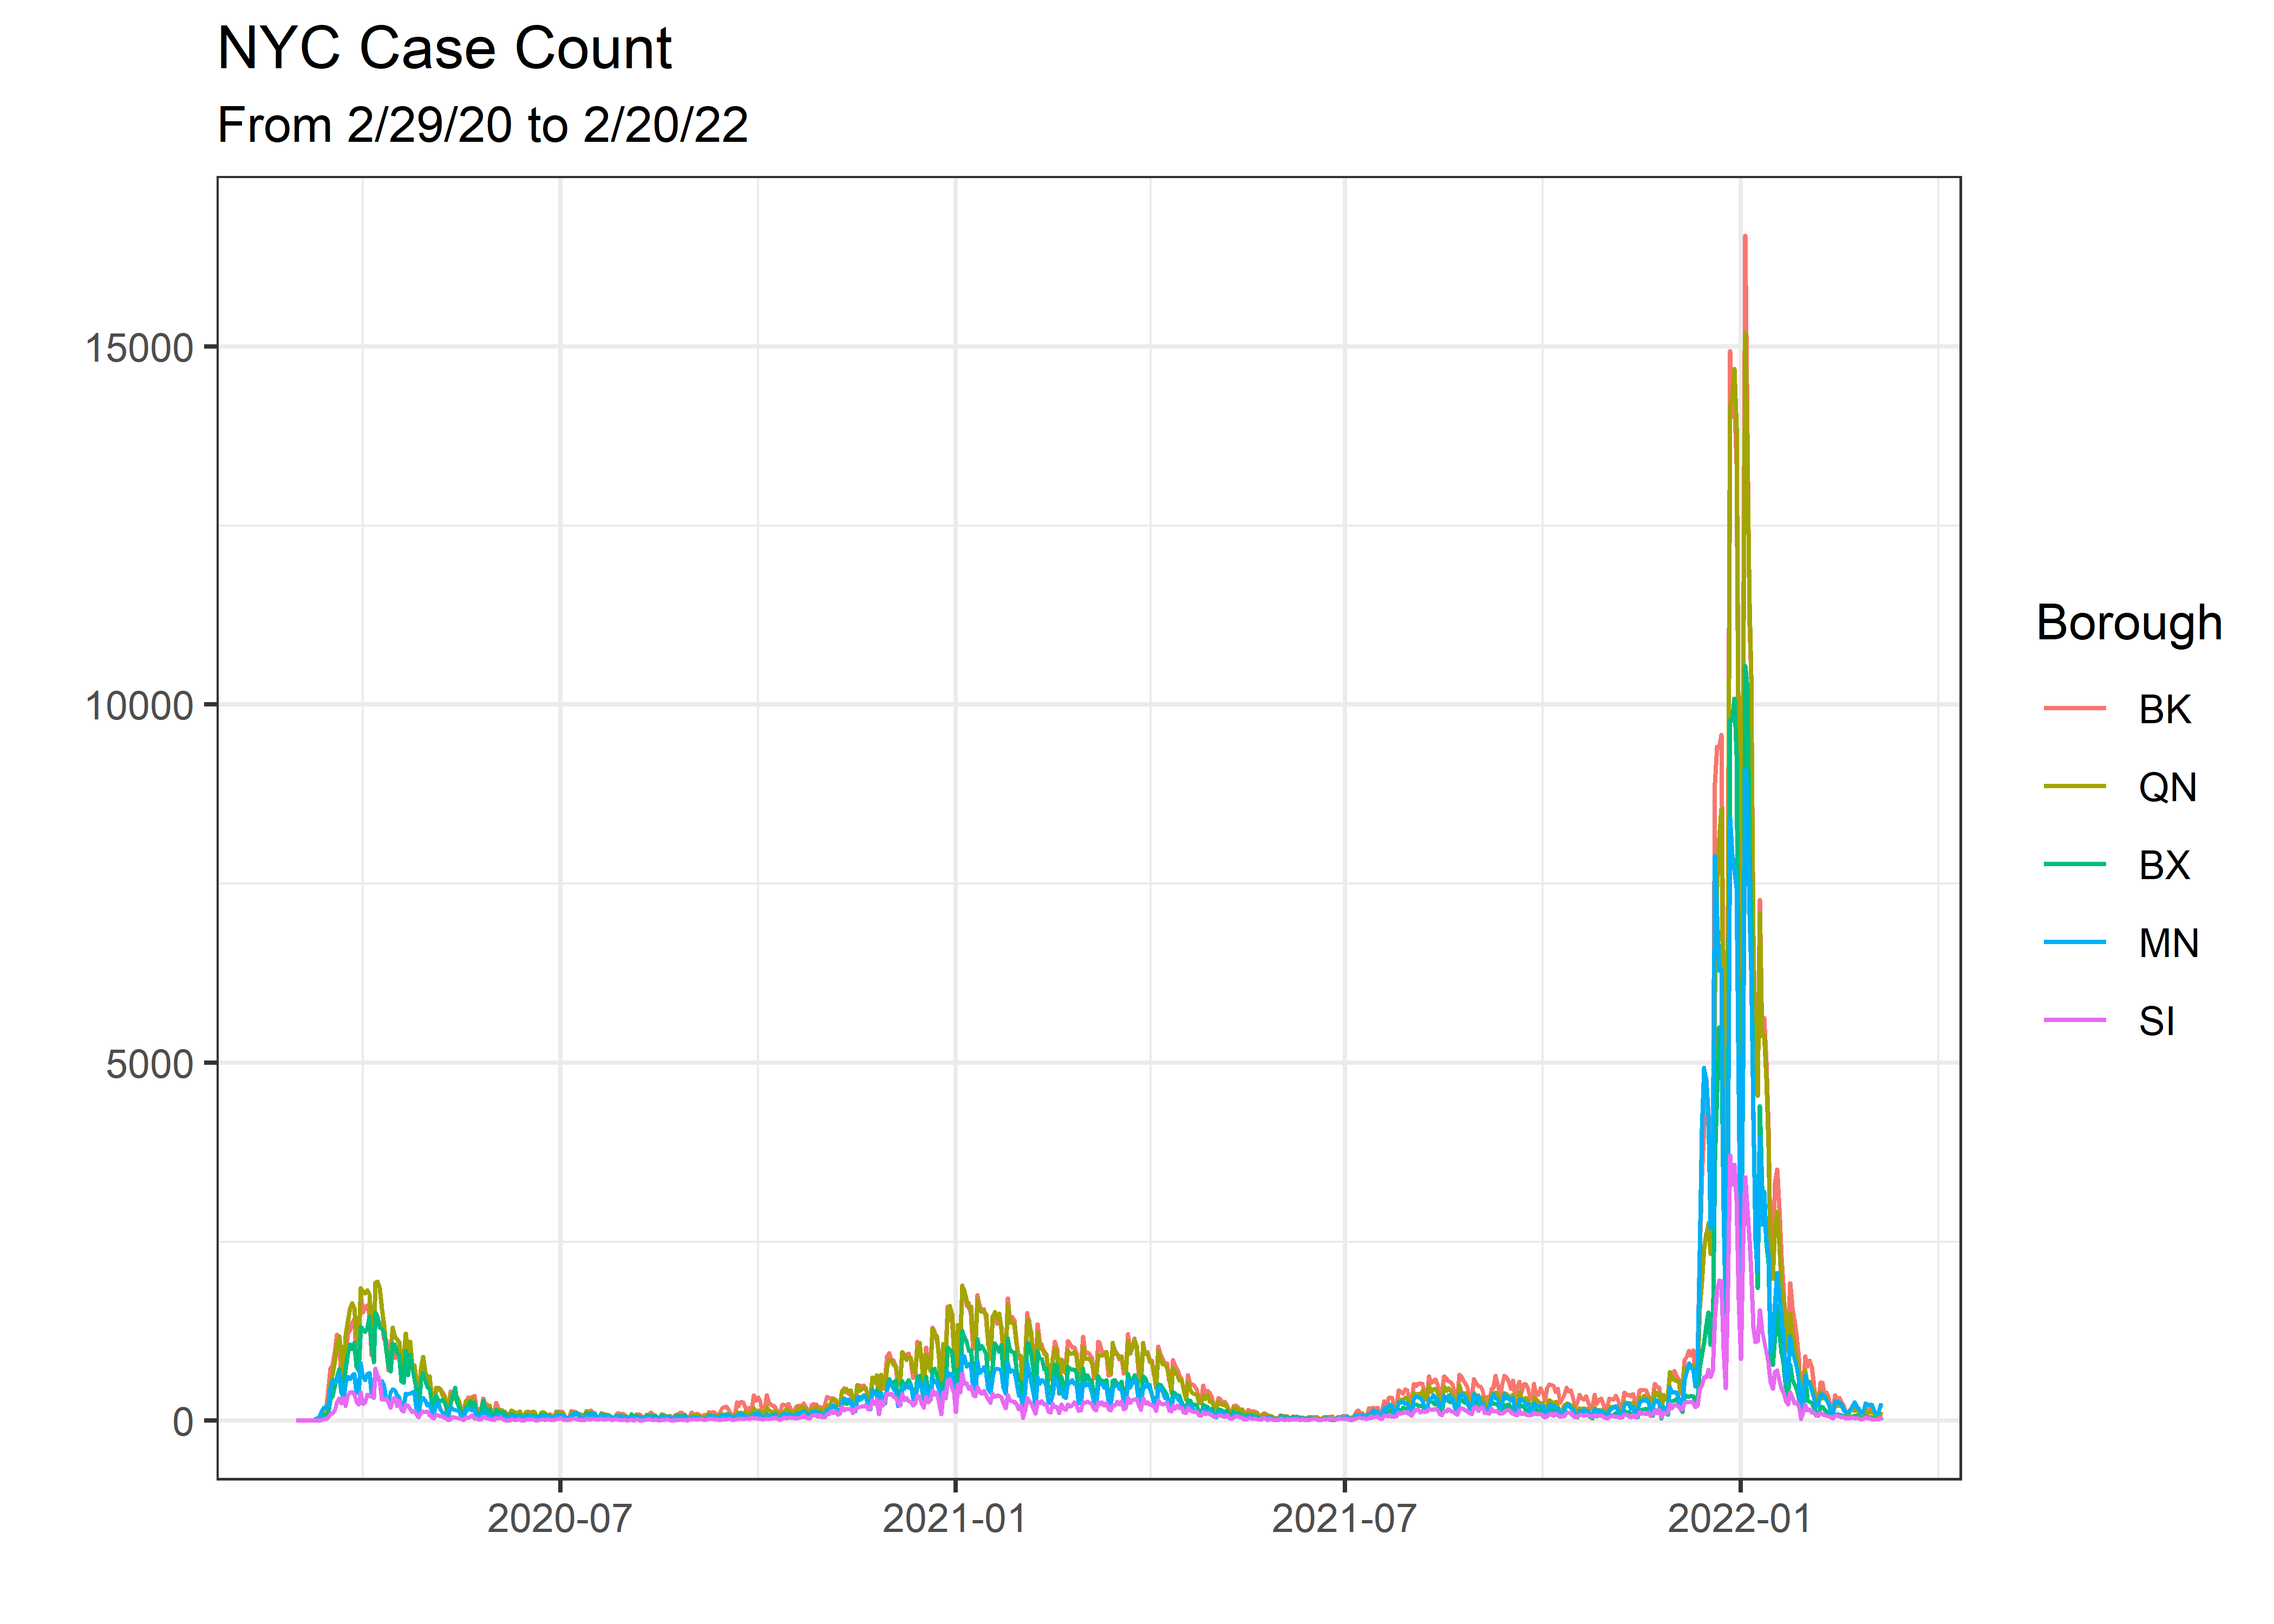 NYC Case Count
From 2/29/20 to 2/20/22
15000
10000
5000
0
2020-07
2021-01
2021-07
2022-01
Borough
BK
QN
BX
MN
SI